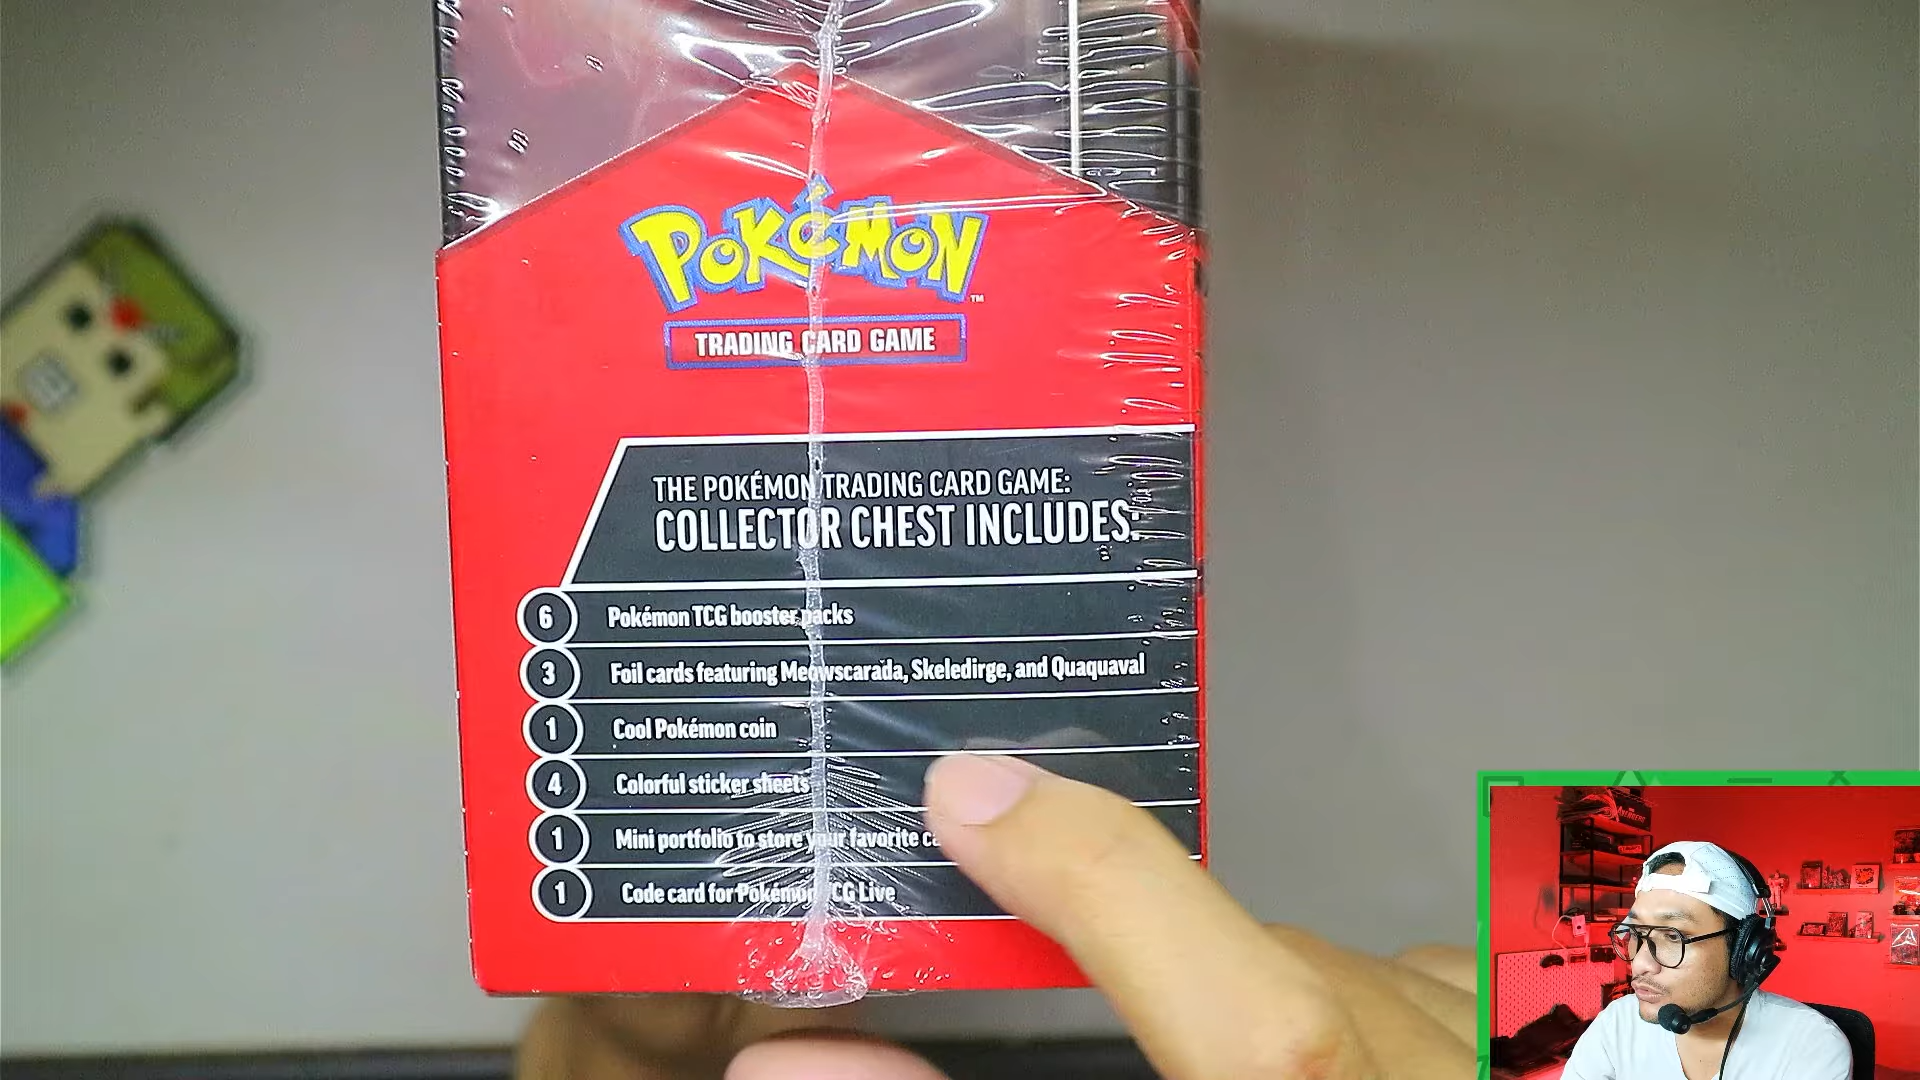 POKÉMON™
TRADING CARD GAME
THE POKÉMON TRADING CARD GAME:
COLLECTOR CHEST INCLUDES:
6 Pokémon TCG booster packs
3 Foil cards featuring Meowscarada, Skeledirge, and Quaquaval
1 Cool Pokémon coin
4 Colorful sticker sheets
1 Mini portfolio to store your favorite
1 Code card for Pokémon TCG Live